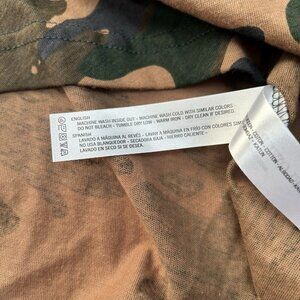 ENGLISH
MACHINE WASH INSIDE OUT - MACHINE WASH COLD WITH SIMILAR COLORS
DO NOT BLEACH - TUMBLE DRY LOW - WARM IRON - DRY CLEAN IF DESIRED
SPANISH
LAVADO A MÁQUINA AL REVÉS - LAVAR A MÁQUINA EN FRÍO CON COLORES
NO USAR BLANQUEADOR - SECADORA BAJA - HIERRO CALIENTE -
LAVADO EN SECO SI SE DESEA
COTTON